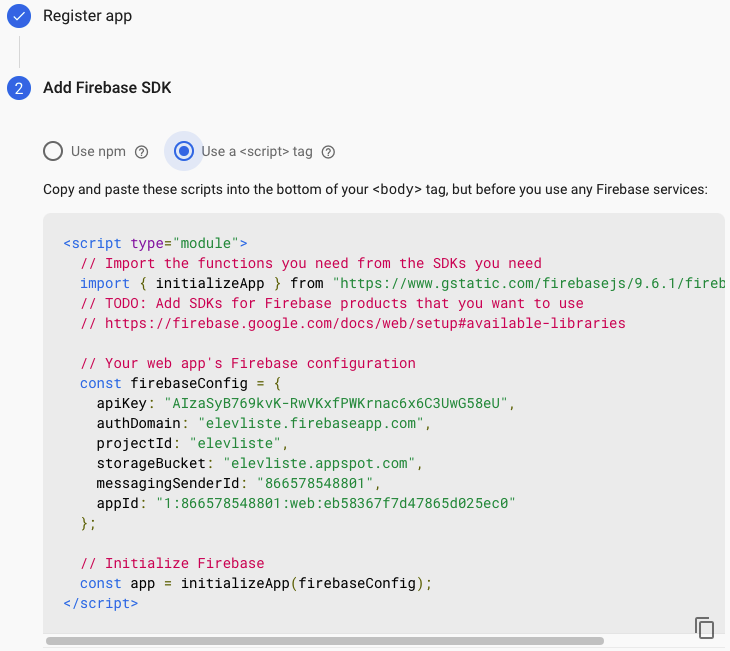 Register app
2 Add Firebase SDK
Use npm ? Use a <script> tag ?
Copy and paste these scripts into the bottom of your <body> tag, but before you use any Firebase services:
<script type="module">
  // Import the functions you need from the SDKs you need
  import { initializeApp } from "https://www.gstatic.com/firebasejs/9.6.1/fireb
  // TODO: Add SDKs for Firebase products that you want to use
  // https://firebase.google.com/docs/web/setup#available-libraries

  // Your web app's Firebase configuration
  const firebaseConfig = {
    apiKey: "AIzaSyB769kvK-RwVKxfPWKrnac6x6C3UwG58eU",
    authDomain: "elevliste.firebaseapp.com",
    projectId: "elevliste",
    storageBucket: "elevliste.appspot.com",
    messagingSenderId: "866578548801",
    appId: "1:866578548801:web:eb58367f7d47865d025ec0"
  };

  // Initialize Firebase
  const app = initializeApp(firebaseConfig);
</script>